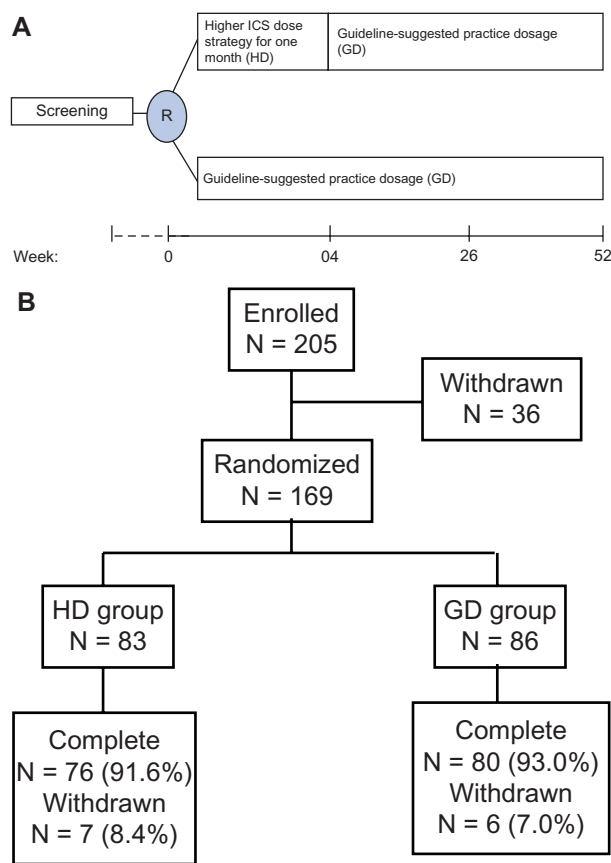 A
Higher ICS dose
strategy for one
month (HD)
Guideline-suggested practice dosage
(GD)
Screening
R
Guideline-suggested practice dosage (GD)
Week:
0
04
26
52
B
Enrolled
N = 205
Withdrawn
N = 36
Randomized
N = 169
HD group
N = 83
GD group
N = 86
Complete
N = 76 (91.6%)
Withdrawn
N = 7 (8.4%)
Complete
N = 80 (93.0%)
Withdrawn
N = 6 (7.0%)